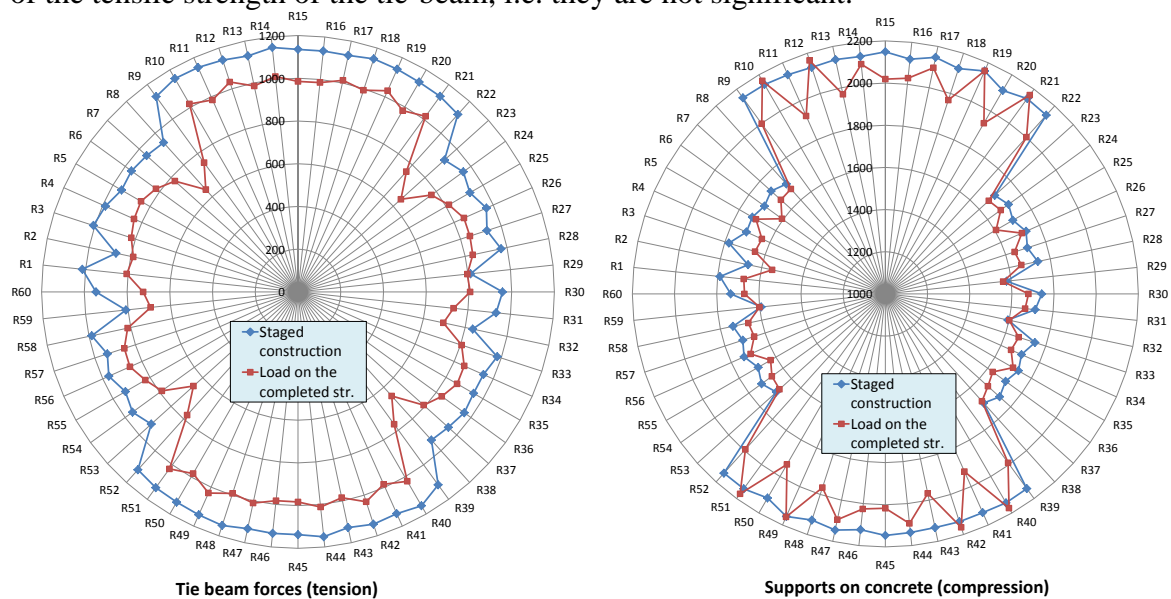 of the tensile strength of the tie-beam, i.e. they are not significant.
R15
R16
R17
R18
R19
R20
R21
R22
R23
R24
R25
R26
R27
R28
R29
R30
R31
R32
R33
R34
R35
R36
R37
R38
R39
R40
R41
R42
R43
R44
R45
R46
R47
R48
R49
R50
R51
R52
R53
R54
R55
R56
R57
R58
R59
R60
R1
R2
R3
R4
R5
R6
R7
R8
R9
R10
R11
R12
R13
R14
1200
1000
800
600
400
200
0
Staged
construction
Load on the
completed str.
Tie beam forces (tension)
R15
R16
R17
R18
R19
R20
R21
R22
R23
R24
R25
R26
R27
R28
R29
R30
R31
R32
R33
R34
R35
R36
R37
R38
R39
R40
R41
R42
R43
R44
R45
R46
R47
R48
R49
R50
R51
R52
R53
R54
R55
R56
R57
R58
R59
R60
R1
R2
R3
R4
R5
R6
R7
R8
R9
R10
R11
R12
R13
R14
2200
2000
1800
1600
1400
1200
1000
Staged
construction
Load on the
completed str.
Supports on concrete (compression)